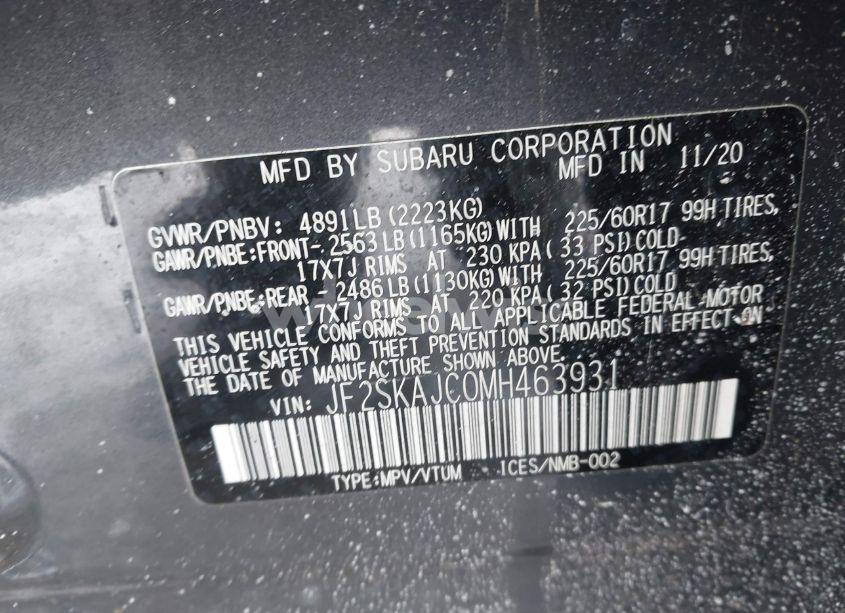 MFD BY SUBARU CORPORATION
MFD IN 11/20
GVWR/PNBV: 4891LB (2223KG)
GAWR/PNBE:FRONT- 2563 LB (1165KG) WITH 225/60R17 99H TIRES,
17X7J RIMS AT 230 KPA ( 33 PSI) COLD-
GAWR/PNBE:REAR - 2486 LB (1130KG) WITH 225/60R17 99H TIRES,
17X7J RIMS AT 220 KPA ( 32 PSI) COLD
THIS VEHICLE CONFORMS TO ALL APPLICABLE FEDERAL MOTOR
VEHICLE SAFETY AND THEFT PREVENTION STANDARDS IN EFFECT ON
THE DATE OF MANUFACTURE SHOWN ABOVE.
VIN: JF2SKAJC0MH463931
TYPE:MPV/VTUM ICES/NMB-002